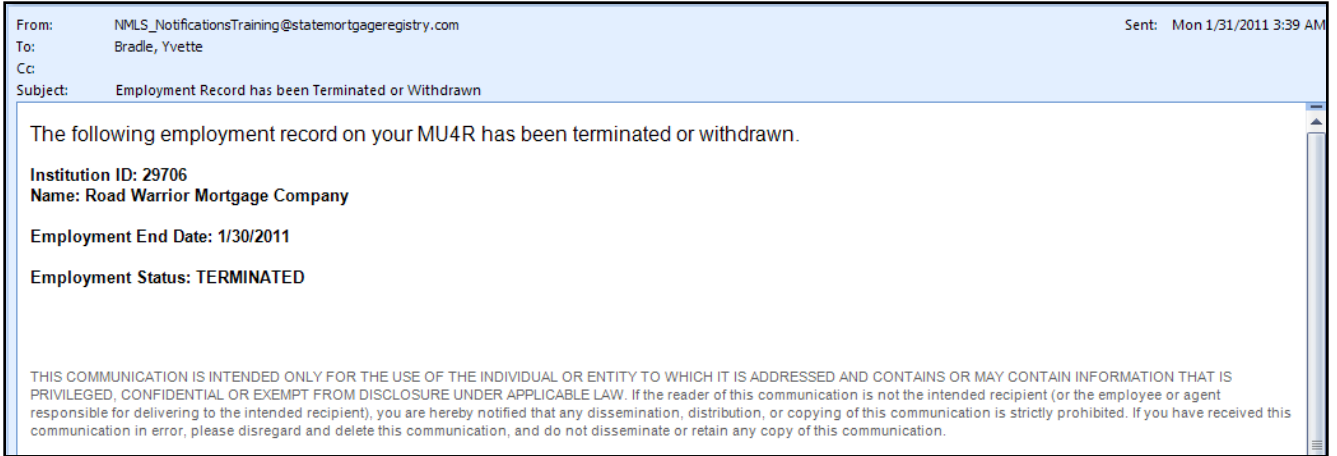 From: NMLS_NotificationsTraining@statemortgageregistry.com Sent: Mon 1/31/2011 3:39 AM
To: Bradle, Yvette
Cc:
Subject: Employment Record has been Terminated or Withdrawn
The following employment record on your MU4R has been terminated or withdrawn.
Institution ID: 29706
Name: Road Warrior Mortgage Company
Employment End Date: 1/30/2011
Employment Status: TERMINATED
THIS COMMUNICATION IS INTENDED ONLY FOR THE USE OF THE INDIVIDUAL OR ENTITY TO WHICH IT IS ADDRESSED AND CONTAINS OR MAY CONTAIN INFORMATION THAT IS
PRIVILEGED, CONFIDENTIAL OR EXEMPT FROM DISCLOSURE UNDER APPLICABLE LAW. If the reader of this communication is not the intended recipient (or the employee or agent
responsible for delivering to the intended recipient), you are hereby notified that any dissemination, distribution, or copying of this communication is strictly prohibited. If you have received this
communication in error, please disregard and delete this communication, and do not disseminate or retain any copy of this communication.